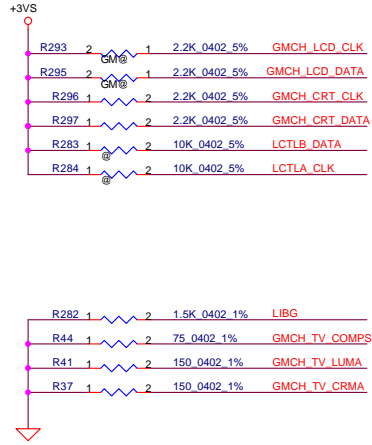 +3VS
R293 2 1 2.2K_0402_5% GMCH_LCD_CLK
GM@
R295 2 1 2.2K_0402_5% GMCH_LCD_DATA
GM@
R296 1 2 2.2K_0402_5% GMCH_CRT_CLK
R297 1 2 2.2K_0402_5% GMCH_CRT_DATA
R283 1 2 10K_0402_5% LCTLB_DATA
@
R284 1 2 10K_0402_5% LCTLA_CLK
@
R282 1 2 1.5K_0402_1% LIBG
R44 1 2 75_0402_1% GMCH_TV_COMPS
R41 1 2 150_0402_1% GMCH_TV_LUMA
R37 1 2 150_0402_1% GMCH_TV_CRMA